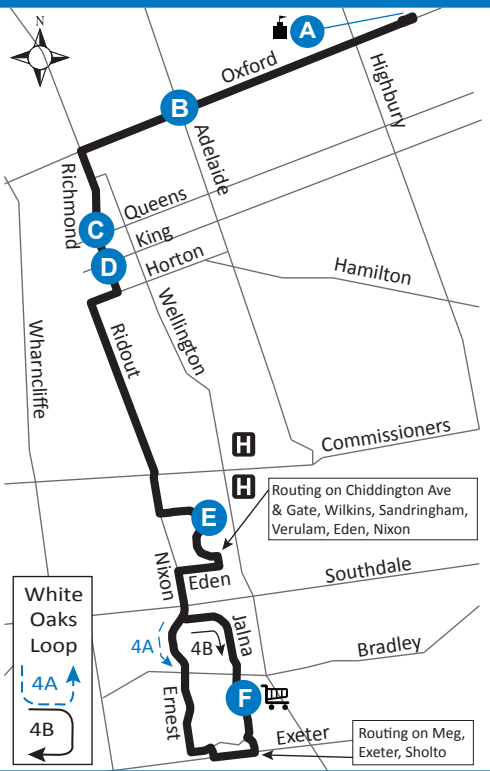 A
Oxford
Highbury
B
Adelaide
Richmond
Queens
C
King
D
Horton
Hamilton
Wellington
Ridout
Wharncliffe
H
Commissioners
H
Routing on Chiddington Ave
& Gate, Wilkins, Sandringham,
Verulam, Eden, Nixon
E
Nixon
Eden
Southdale
White
Oaks
Loop
4A
4B
4A
4B
Jalna
Bradley
Ernest
F
Exeter
Routing on Meg,
Exeter, Sholto